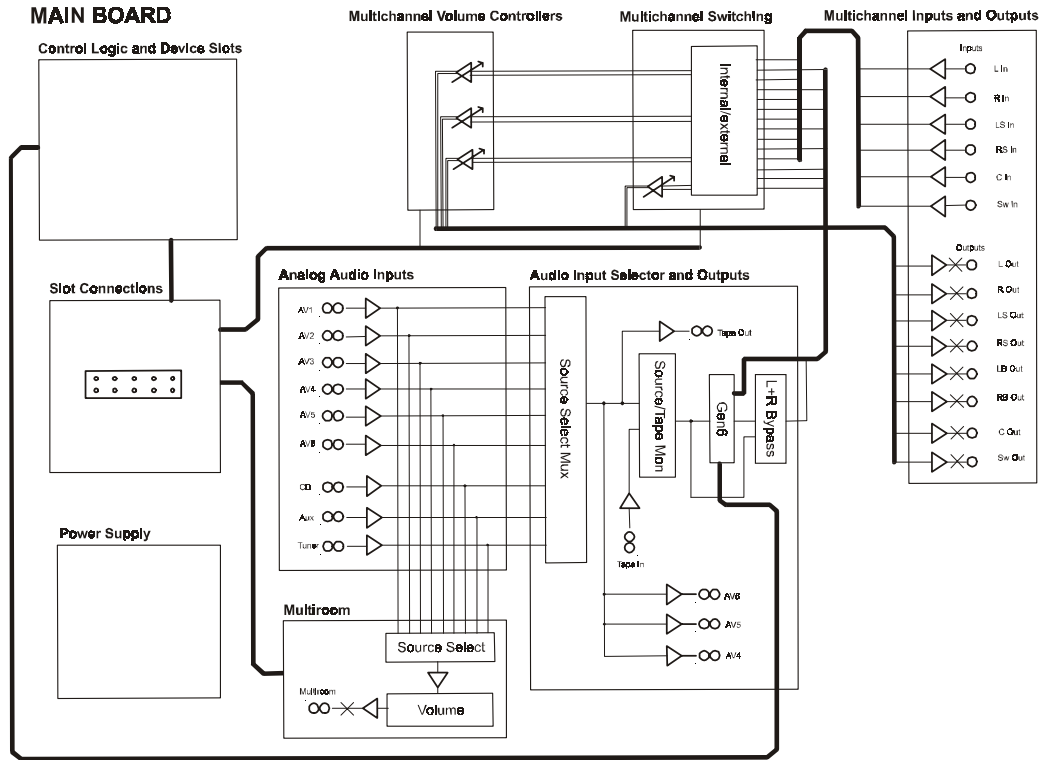 MAIN BOARD
Multichannel Volume Controllers
Multichannel Switching
Multichannel Inputs and Outputs
Control Logic and Device Slots
Internal/external
Inputs
L In
R In
LS In
RS In
C In
Sw In
Outputs
L Out
R Out
LS Out
RS Out
LB Out
RB Out
C Out
Sw Out
Slot Connections
Analog Audio Inputs
AV1
AV2
AV3
AV4
AV5
AV6
CD
Aux
Tuner
Audio Input Selector and Outputs
Source Select Mux
Tape Out
Source/Tape Mon
Gen6
L+R Bypass
Tape In
AV6
AV5
AV4
Power Supply
Multiroom
Source Select
Multiroom
Volume